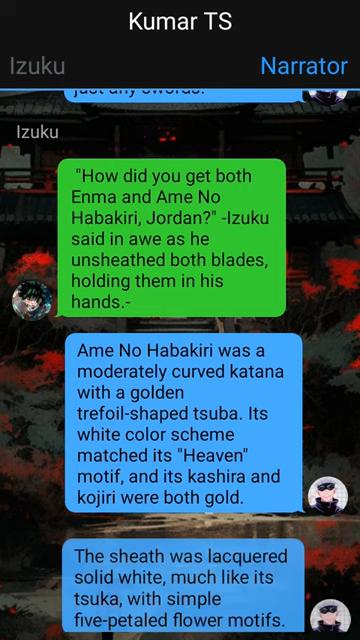 Kumar TS
Izuku
Narrator
just any swords.
Izuku
"How did you get both
Enma and Ame No
Habakiri, Jordan?" -Izuku
said in awe as he
unsheathed both blades,
holding them in his
hands.-
Ame No Habakiri was a
moderately curved katana
with a golden
trefoil-shaped tsuba. Its
white color scheme
matched its "Heaven"
motif, and its kashira and
kojiri were both gold.
The sheath was lacquered
solid white, much like its
tsuka, with simple
five-petaled flower motifs.